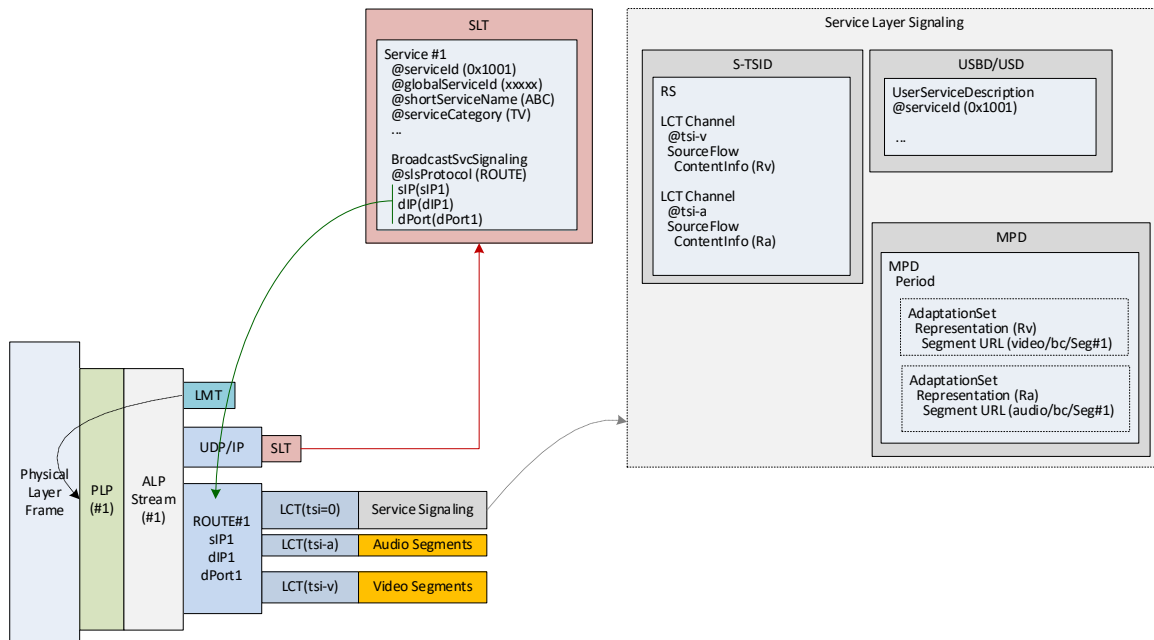 SLT
Service #1
@serviceId (0x1001)
@globalServiceId (xxxxx)
@shortServiceName (ABC)
@serviceCategory (TV)
...
BroadcastSvcSignaling
@slsProtocol (ROUTE)
sIP(sIP1)
dIP(dIP1)
dPort(dPort1)
Service Layer Signaling
S-TSID
RS
LCT Channel
@tsi-v
SourceFlow
ContentInfo (Rv)
LCT Channel
@tsi-a
SourceFlow
ContentInfo (Ra)
USBD/USD
UserServiceDescription
@serviceId (0x1001)
...
MPD
MPD
Period
AdaptationSet
Representation (Rv)
Segment URL (video/bc/Seg#1)
AdaptationSet
Representation (Ra)
Segment URL (audio/bc/Seg#1)
Physical
Layer
Frame
PLP
(#1)
ALP
Stream
(#1)
LMT
UDP/IP
SLT
ROUTE#1
sIP1
dIP1
dPort1
LCT(tsi=0)
Service Signaling
LCT(tsi-a)
Audio Segments
LCT(tsi-v)
Video Segments